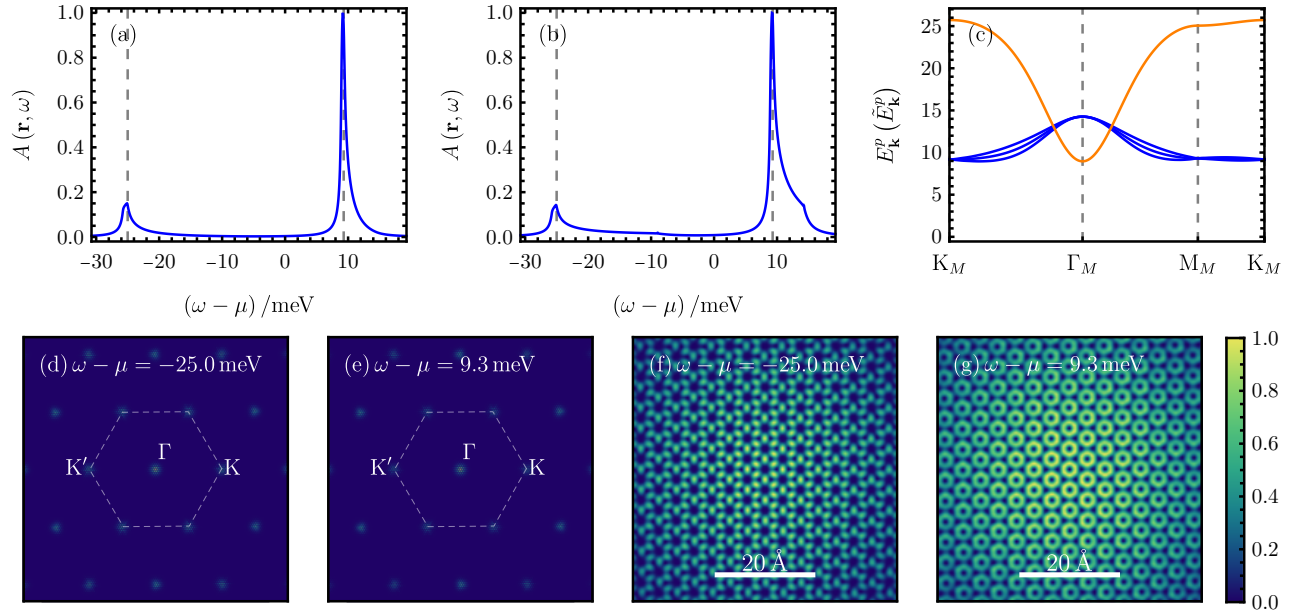 (a)
A (r, ω)
1.0
0.8
0.6
0.4
0.2
0.0
−30
−20
−10
0
10
(ω − μ) /meV
(b)
A (r, ω)
1.0
0.8
0.6
0.4
0.2
0.0
−30
−20
−10
0
10
(ω − μ) /meV
(c)
E^p_k (Ẽ^p_k)
25
20
15
10
5
0
K_M
Γ_M
M_M
K_M
(d) ω − μ = −25.0 meV
Γ
K′
K
(e) ω − μ = 9.3 meV
Γ
K′
K
(f) ω − μ = −25.0 meV
20 Å
(g) ω − μ = 9.3 meV
20 Å
1.0
0.8
0.6
0.4
0.2
0.0